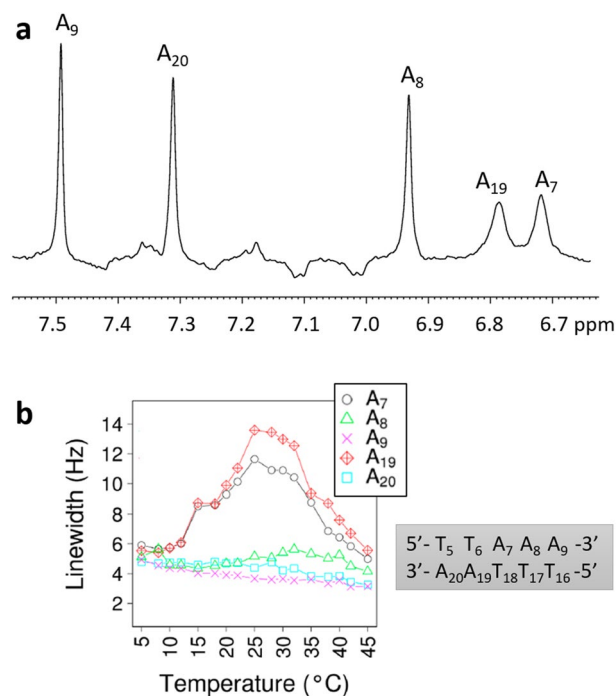 a
A9
A20
A8
A19
A7
7.5 7.4 7.3 7.2 7.1 7.0 6.9 6.8 6.7 ppm
b
Linewidth (Hz)
14
12
10
8
6
4
2
5 10 15 20 25 30 35 40 45
Temperature (°C)
A7
A8
A9
A19
A20
5’- T5 T6 A7 A8 A9 -3’
3’- A20A19T18T17T16 -5’